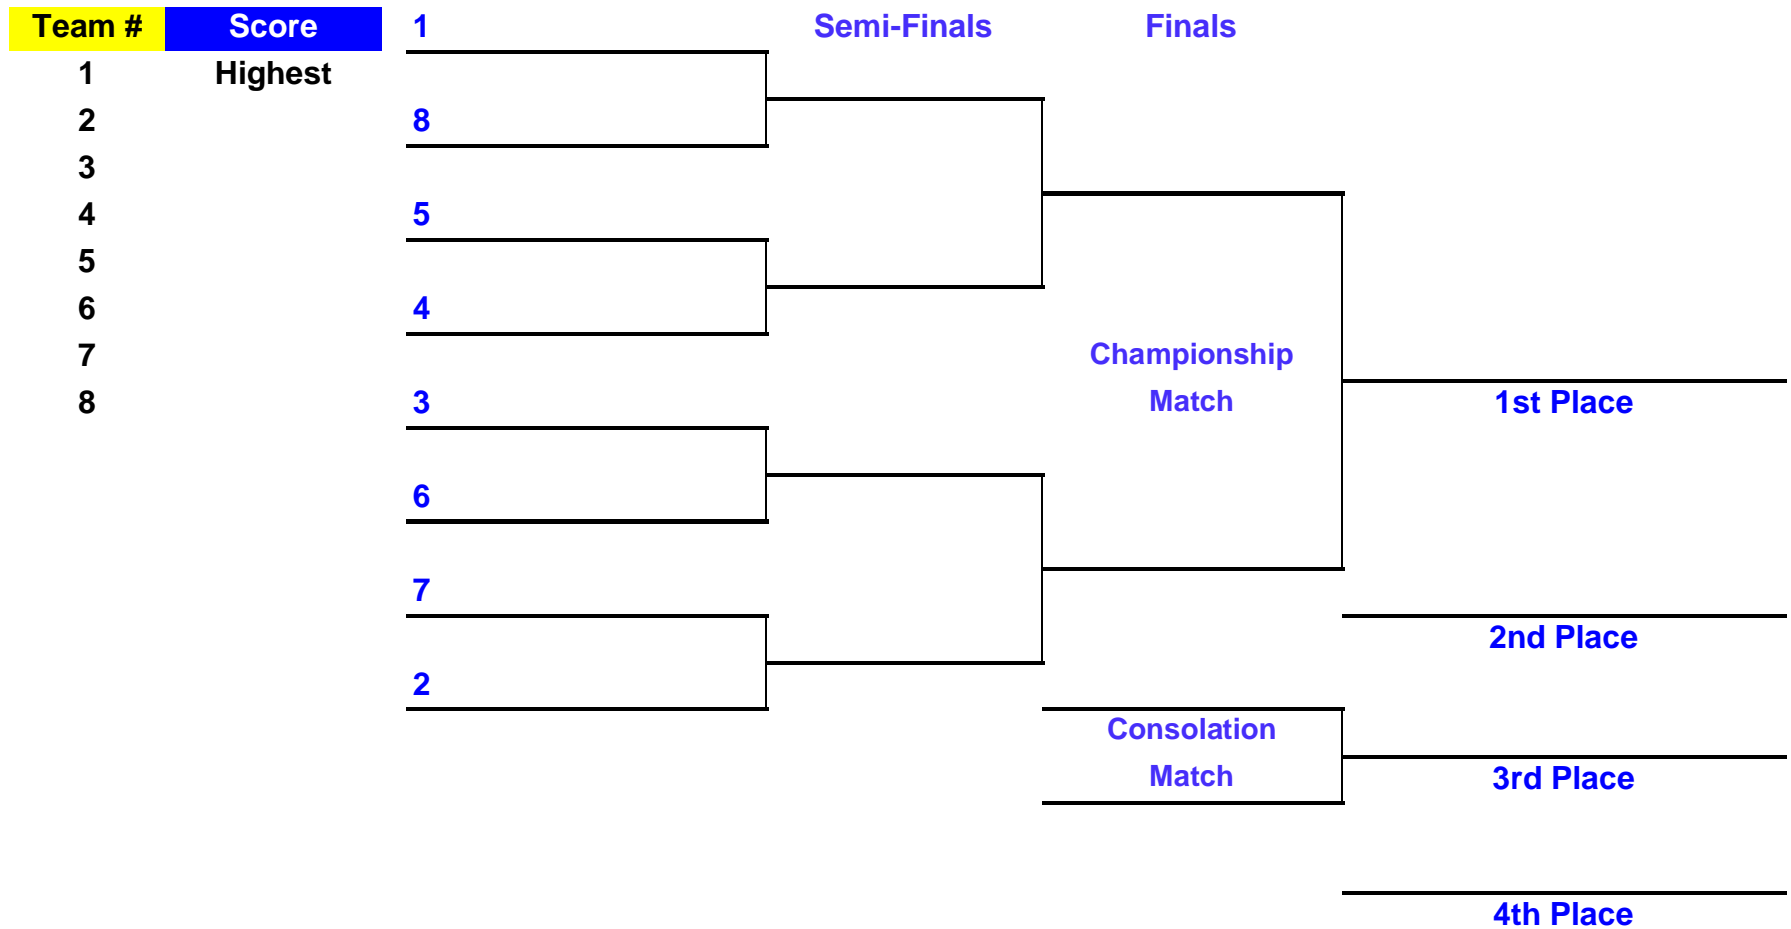 Team # Score 1 Semi-Finals Finals
1 Highest
2 8
3
4 5
5
6 4
7 Championship
8 3 Match 1st Place
6
7
2nd Place
2
Consolation
Match 3rd Place
4th Place